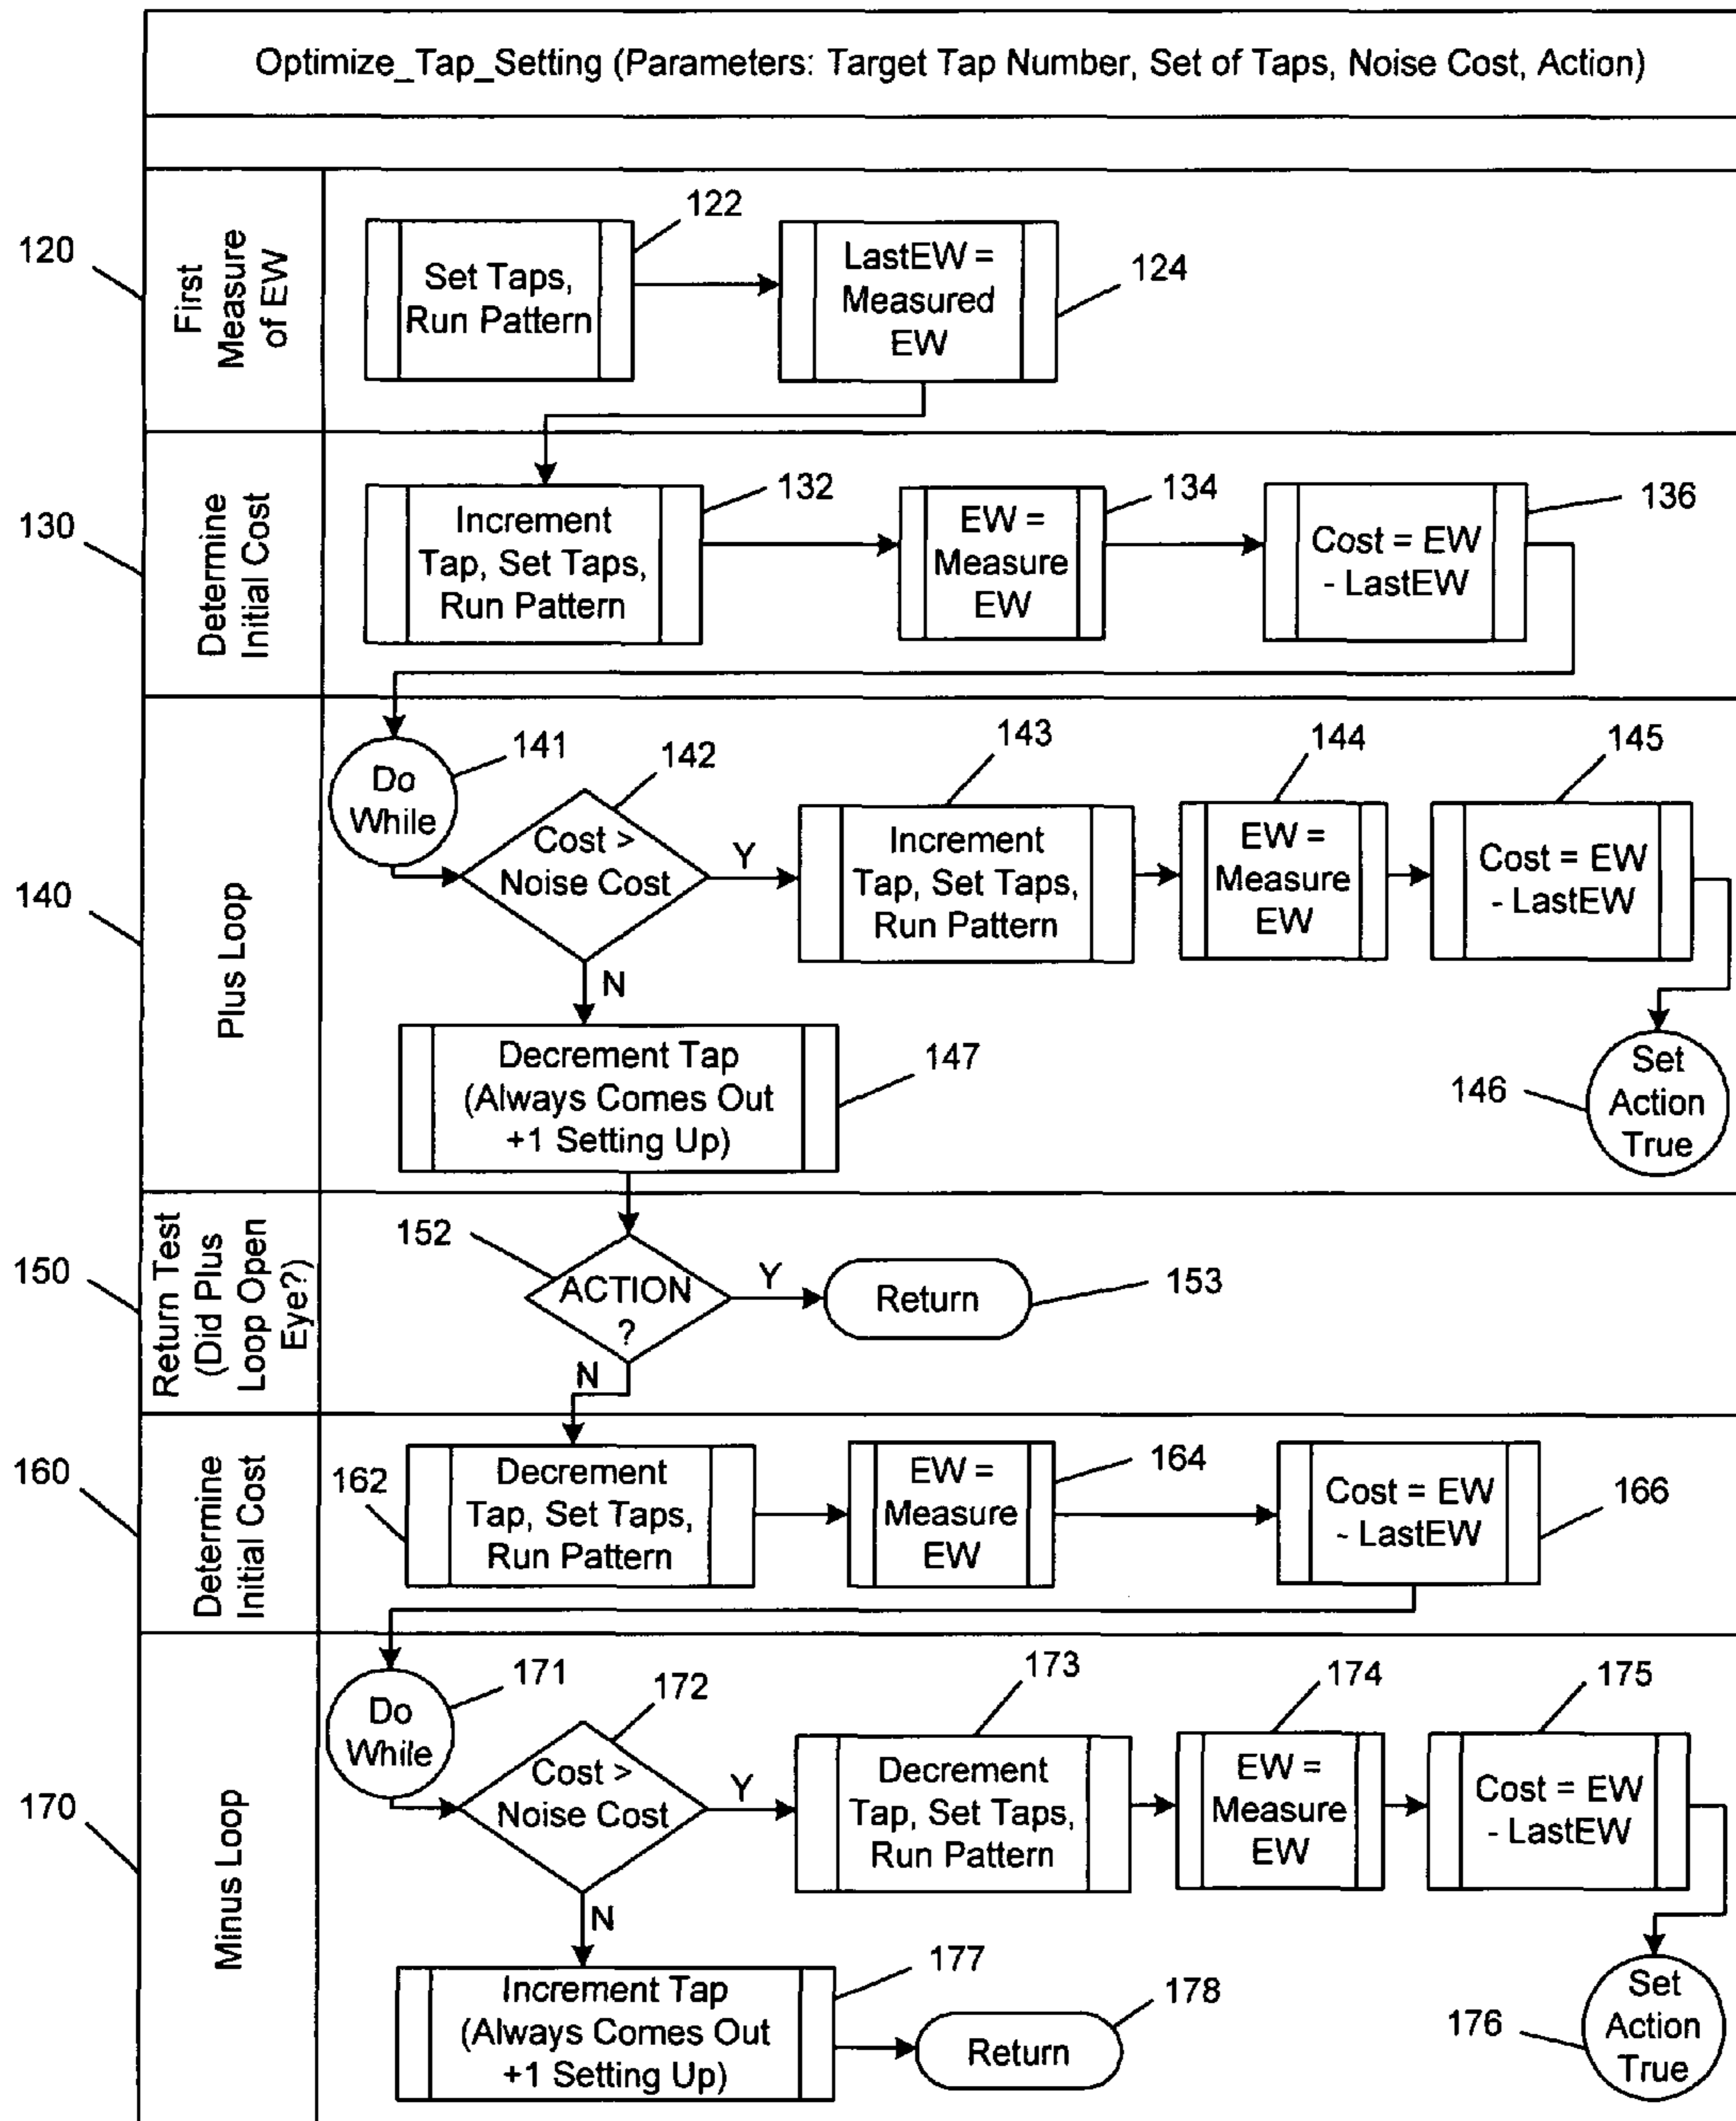 Optimize_Tap_Setting (Parameters: Target Tap Number, Set of Taps, Noise Cost, Action)
120
First
Measure
of EW
Set Taps,
Run Pattern
122
LastEW =
Measured
EW
124
130
Determine
Initial Cost
Increment
Tap, Set Taps,
Run Pattern
132
EW =
Measure
EW
134
Cost = EW
- LastEW
136
140
Plus Loop
Do
While
141
Cost >
Noise Cost
142
Y
N
Increment
Tap, Set Taps,
Run Pattern
143
EW =
Measure
EW
144
Cost = EW
- LastEW
145
Set
Action
True
146
Decrement Tap
(Always Comes Out
+1 Setting Up)
147
150
Return Test
(Did Plus
Loop Open
Eye?)
152
ACTION
?
Y
N
Return
153
160
Determine
Initial Cost
162
Decrement
Tap, Set Taps,
Run Pattern
EW =
Measure
EW
164
Cost = EW
- LastEW
166
170
Minus Loop
Do
While
171
Cost >
Noise Cost
172
Y
N
Decrement
Tap, Set Taps,
Run Pattern
173
EW =
Measure
EW
174
Cost = EW
- LastEW
175
Set
Action
True
176
Increment Tap
(Always Comes Out
+1 Setting Up)
177
Return
178